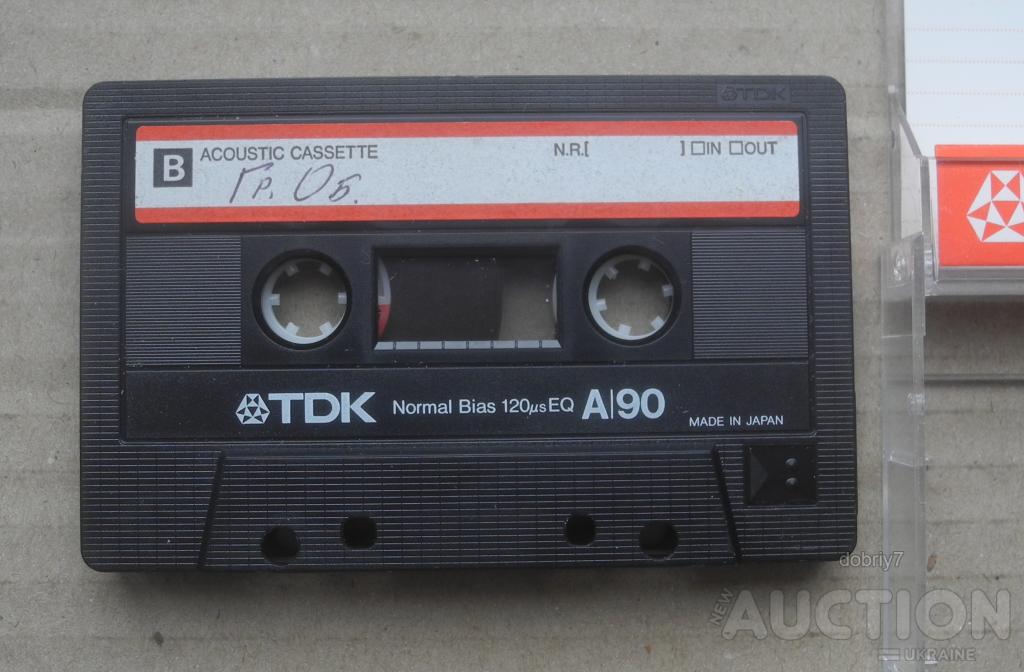 TDK
B ACOUSTIC CASSETTE N.R.[ ] IN OUT
Гр. Об.
TDK Normal Bias 120µs EQ A|90
MADE IN JAPAN
dobriy7
NEW AUCTION
UKRAINE